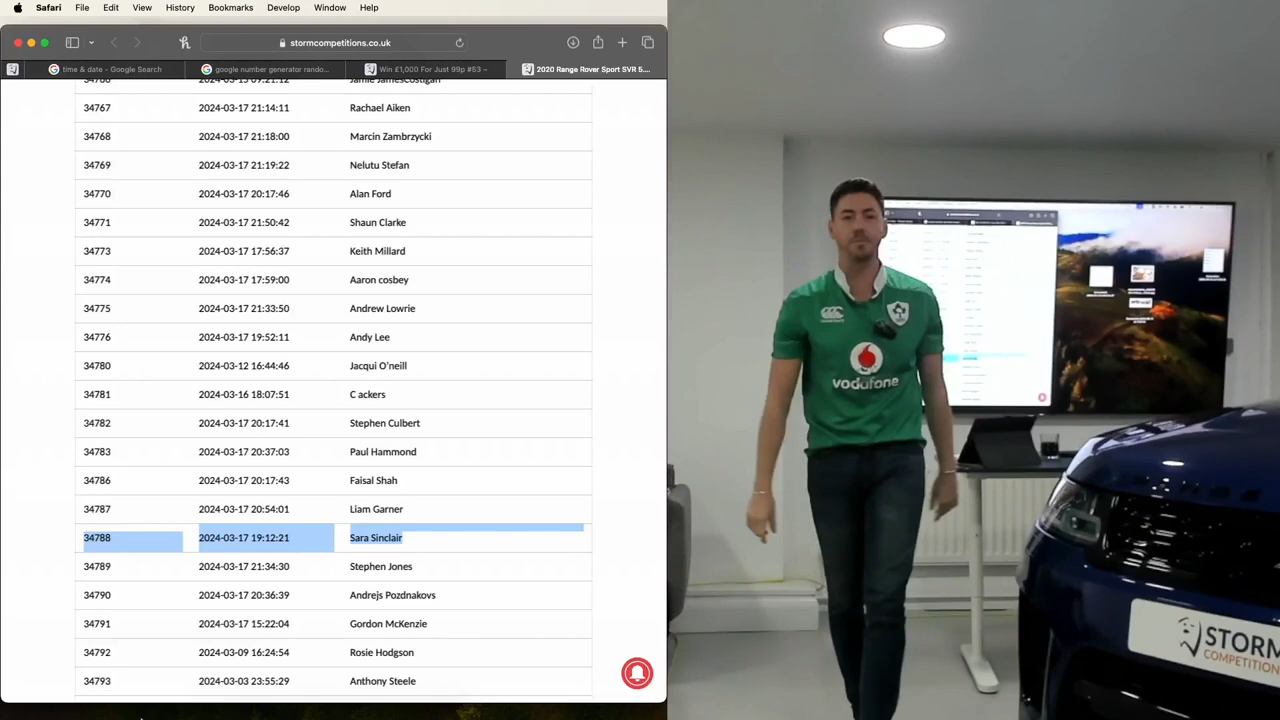 Safari File Edit View History Bookmarks Develop Window Help
stormcompetitions.co.uk
time & date - Google Search
google number generator rando...
Win £1,000 For Just 99p #53 –
2020 Range Rover Sport SVR 5....
34767 2024-03-17 21:14:11 Rachael Aiken
34768 2024-03-17 21:18:00 Marcin Zambrzycki
34769 2024-03-17 21:19:22 Nelutu Stefan
34770 2024-03-17 20:17:46 Alan Ford
34771 2024-03-17 21:50:42 Shaun Clarke
34773 2024-03-17 17:56:37 Keith Millard
34774 2024-03-17 17:59:00 Aaron cosbey
34775 2024-03-17 21:33:50 Andrew Lowrie
34776 2024-03-17 19:52:11 Andy Lee
34780 2024-03-12 16:49:46 Jacqui O'neill
34781 2024-03-16 18:07:51 C ackers
34782 2024-03-17 20:17:41 Stephen Culbert
34783 2024-03-17 20:37:03 Paul Hammond
34786 2024-03-17 20:17:43 Faisal Shah
34787 2024-03-17 20:54:01 Liam Garner
34788 2024-03-17 19:12:21 Sara Sinclair
34789 2024-03-17 21:34:30 Stephen Jones
34790 2024-03-17 20:36:39 Andrejs Pozdnakovs
34791 2024-03-17 15:22:04 Gordon McKenzie
34792 2024-03-09 16:24:54 Rosie Hodgson
34793 2024-03-03 23:55:29 Anthony Steele
vodafone
STORM
COMPETITION